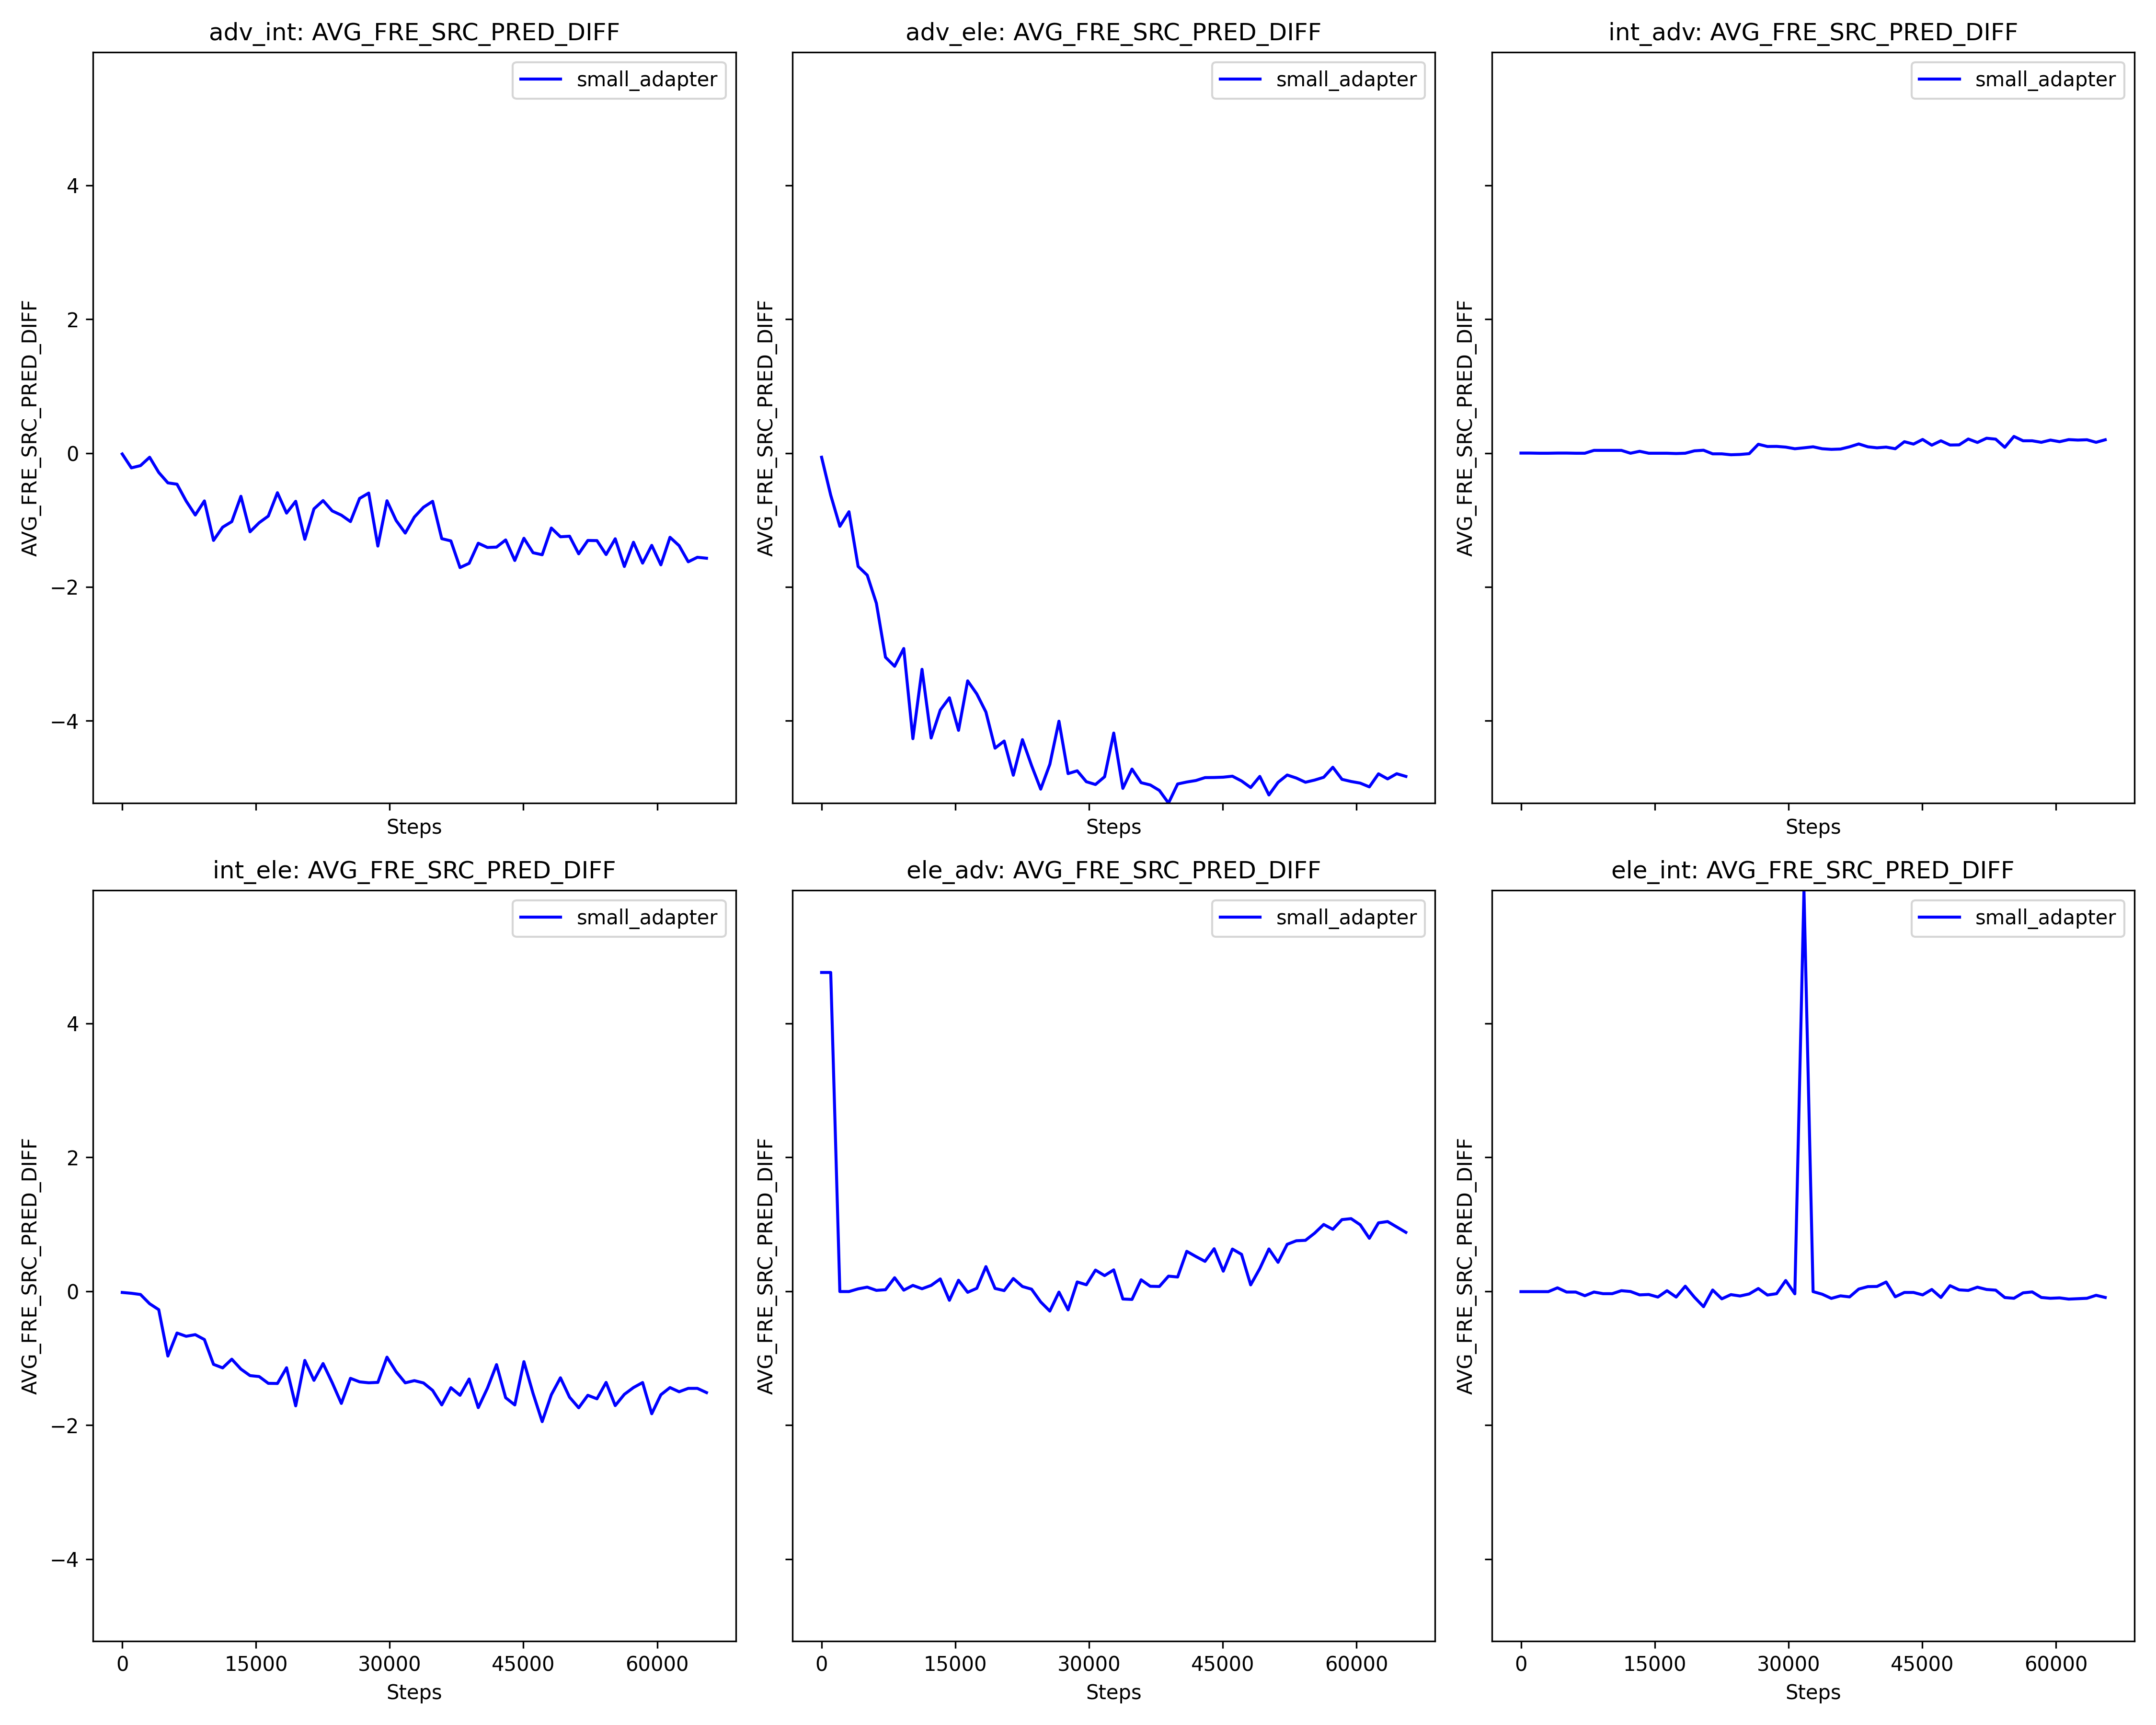 adv_int: AVG_FRE_SRC_PRED_DIFF
adv_ele: AVG_FRE_SRC_PRED_DIFF
int_adv: AVG_FRE_SRC_PRED_DIFF
small_adapter
small_adapter
small_adapter
AVG_FRE_SRC_PRED_DIFF
4
2
0
−2
−4
AVG_FRE_SRC_PRED_DIFF
AVG_FRE_SRC_PRED_DIFF
Steps
Steps
Steps
int_ele: AVG_FRE_SRC_PRED_DIFF
ele_adv: AVG_FRE_SRC_PRED_DIFF
ele_int: AVG_FRE_SRC_PRED_DIFF
small_adapter
small_adapter
small_adapter
AVG_FRE_SRC_PRED_DIFF
4
2
0
−2
−4
AVG_FRE_SRC_PRED_DIFF
AVG_FRE_SRC_PRED_DIFF
0 15000 30000 45000 60000
0 15000 30000 45000 60000
0 15000 30000 45000 60000
Steps
Steps
Steps